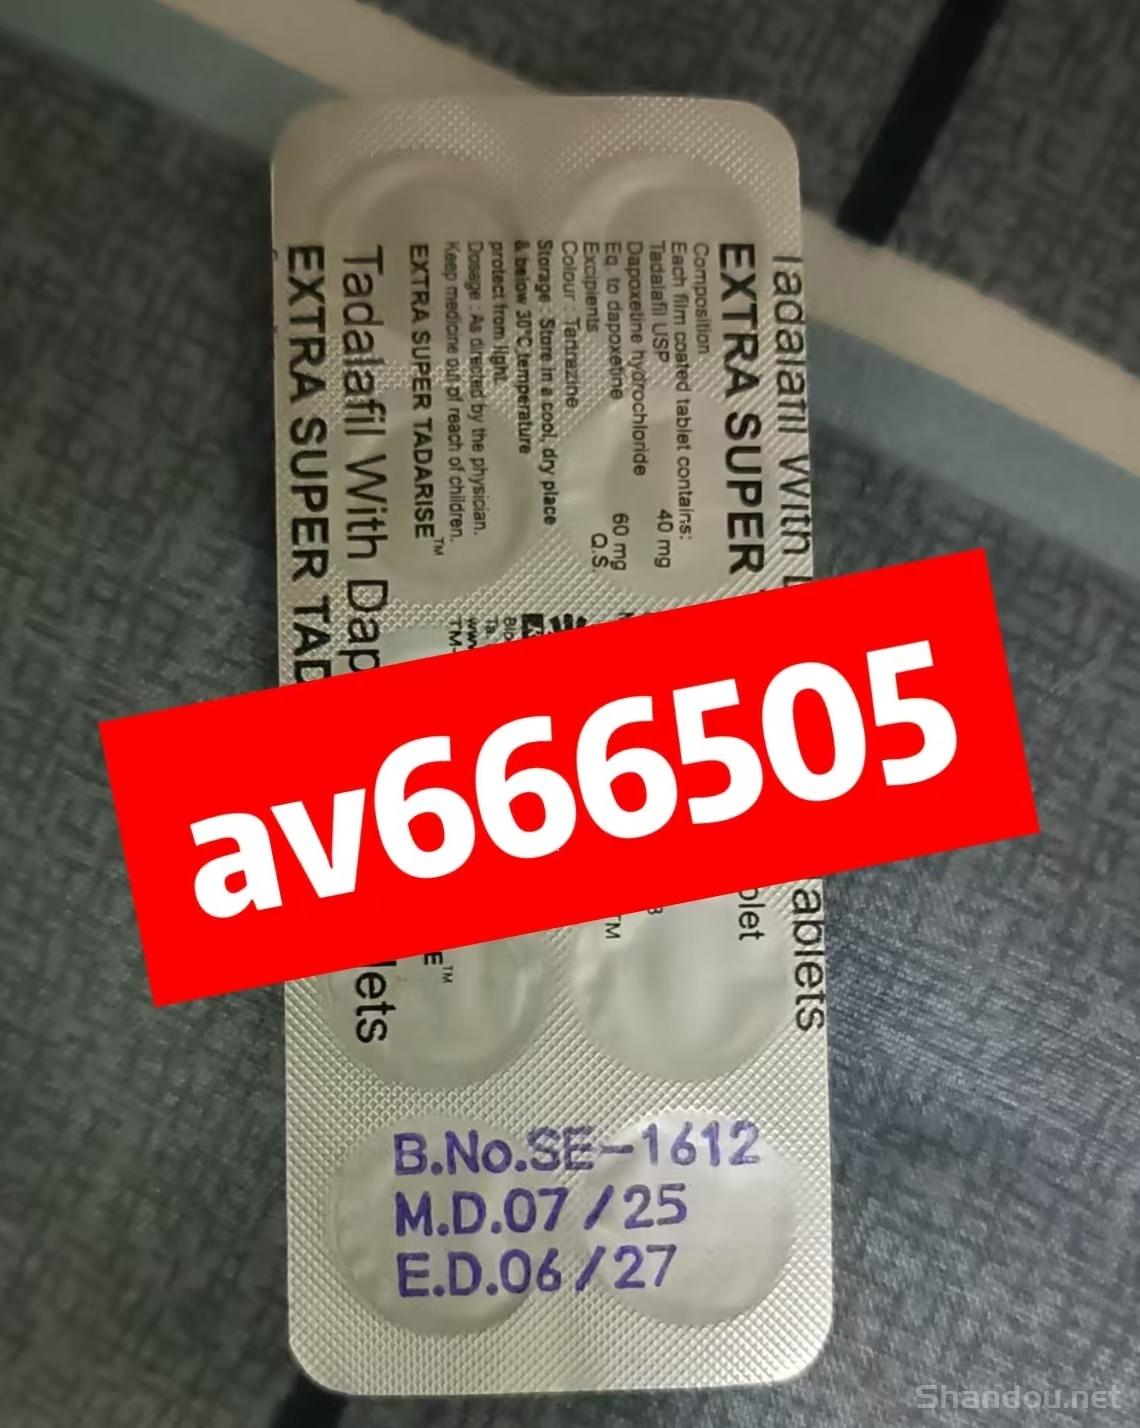 Tadalafil With
EXTRA SUPER
Composition
Each film coated tablet contains:
Tadalafil USP 40 mg
Dapoxetine hydrochloride
Eq. to dapoxetine 60 mg
Excipients Q.S.
Colour : Tartrazine
Storage : Store in a cool, dry place
& below 30°C temperature
protect from light.
Dosage : As directed by the physician.
Keep medicine out of reach of children.
EXTRA SUPER TADARISE™
Tadalafil With Dap
EXTRA SUPER TAD
av666505
ablets
blet
TM
E™
lets
B.No.SE-1612
M.D.07/25
E.D.06/27
Shandou.net